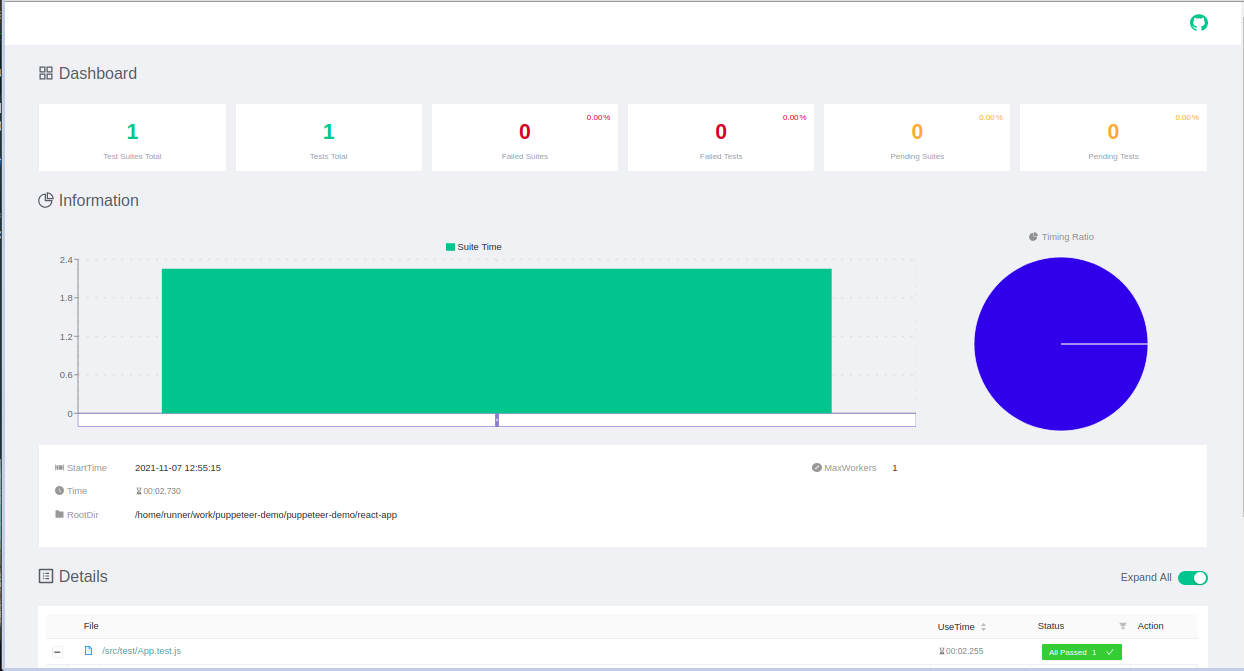 Dashboard
1
Test Suites Total
1
Tests Total
0.00%
0
Failed Suites
0.00%
0
Failed Tests
0.00%
0
Pending Suites
0.00%
0
Pending Tests
Information
Suite Time
Timing Ratio
2.4
1.8
1.2
0.6
0
StartTime 2021-11-07 12:55:15 MaxWorkers 1
Time 00:02.730
RootDir /home/runner/work/puppeteer-demo/puppeteer-demo/react-app
Details Expand All
File UseTime Status Action
/src/test/App.test.js 00:02.255 All Passed 1